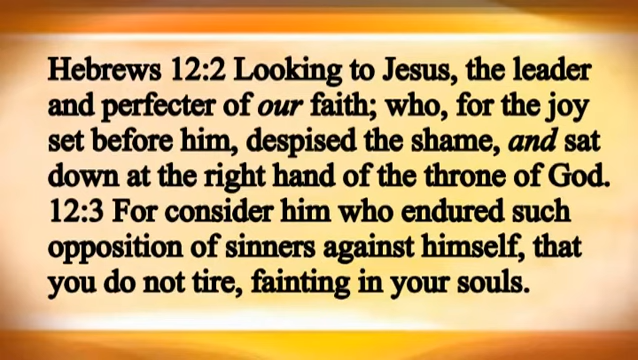 Hebrews 12:2 Looking to Jesus, the leader
and perfecter of our faith; who, for the joy
set before him, despised the shame, and sat
down at the right hand of the throne of God.
12:3 For consider him who endured such
opposition of sinners against himself, that
you do not tire, fainting in your souls.